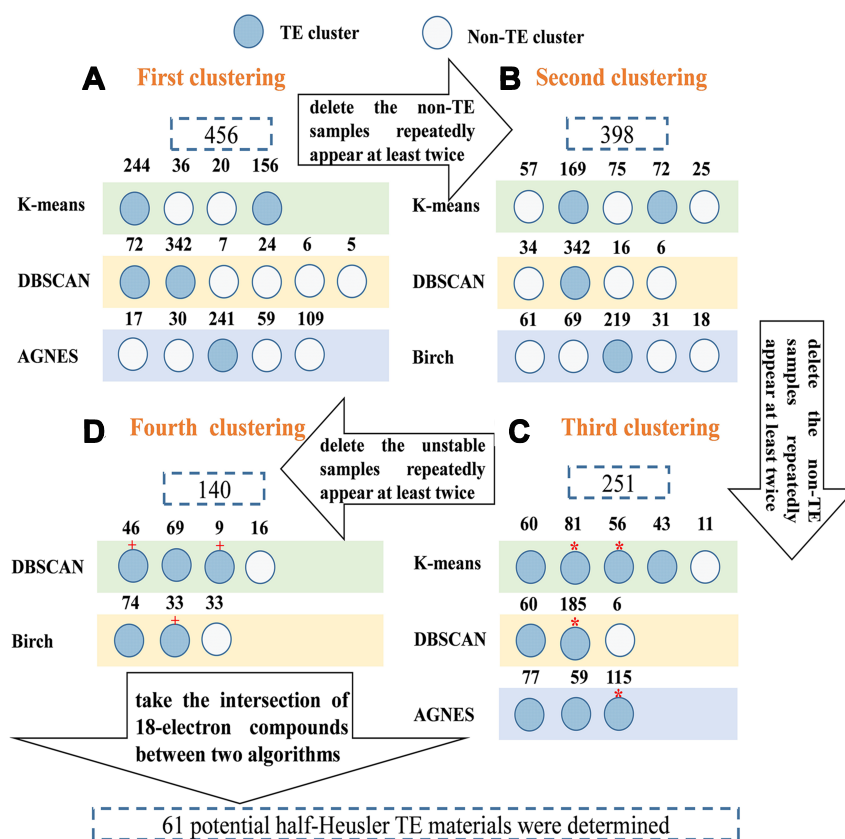 TE cluster
Non-TE cluster
A
First clustering
456
244 36 20 156
K-means
72 342 7 24 6 5
DBSCAN
17 30 241 59 109
AGNES
delete the non-TE
samples repeatedly
appear at least twice
B
Second clustering
398
57 169 75 72 25
K-means
34 342 16 6
DBSCAN
61 69 219 31 18
Birch
delete the non-TE
samples repeatedly
appear at least twice
C
Third clustering
251
60 81 56 43 11
* *
K-means
60 185 6
*
DBSCAN
77 59 115
*
AGNES
delete the unstable
samples repeatedly
appear at least twice
D
Fourth clustering
140
46 69 9 16
+ +
DBSCAN
74 33 33
+
Birch
take the intersection of
18-electron compounds
between two algorithms
61 potential half-Heusler TE materials were determined